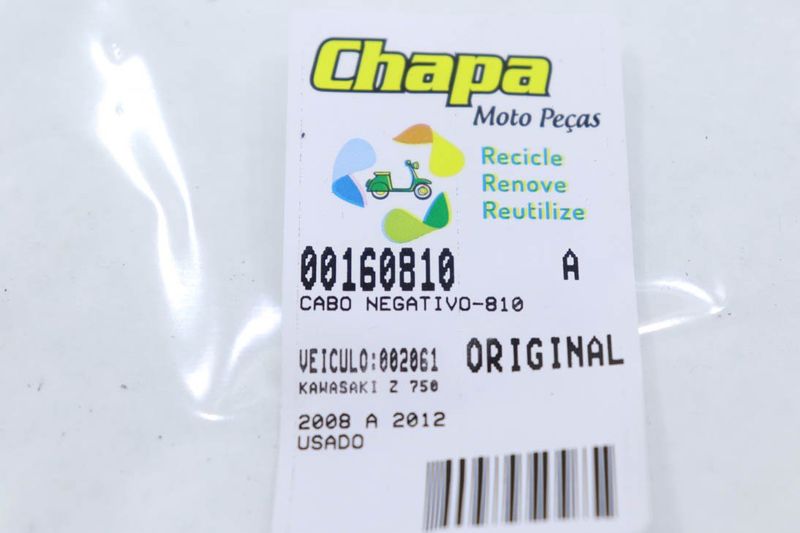 Chapa
Moto Peças
Recicle
Renove
Reutilize
00160810 A
CABO NEGATIVO-810
VEICULO:002061 ORIGINAL
KAWASAKI Z 750
2008 A 2012
USADO